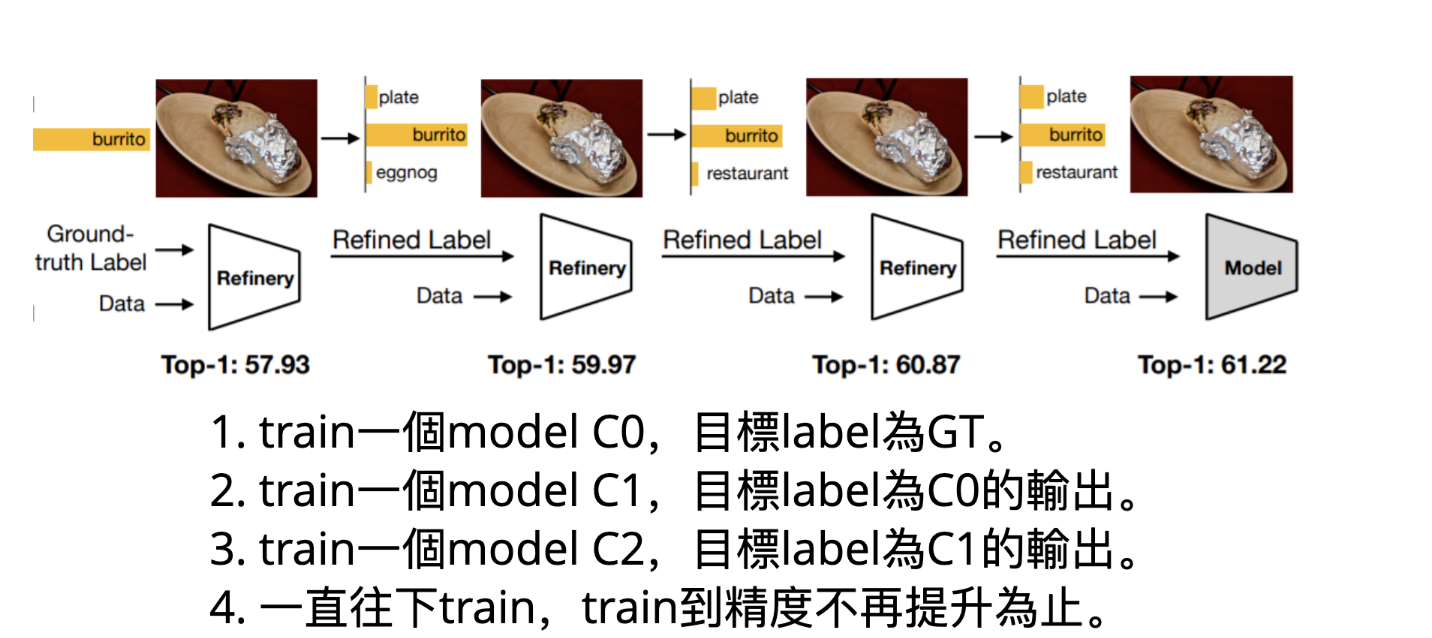 burrito
plate
burrito
eggnog
plate
burrito
restaurant
plate
burrito
restaurant
Ground-
truth Label
Data
Refinery
Refined Label
Data
Refinery
Refined Label
Data
Refinery
Refined Label
Data
Model
Top-1: 57.93
Top-1: 59.97
Top-1: 60.87
Top-1: 61.22
1. train一個model C0，目標label為GT。
2. train一個model C1，目標label為C0的輸出。
3. train一個model C2，目標label為C1的輸出。
4. 一直往下train，train到精度不再提升為止。